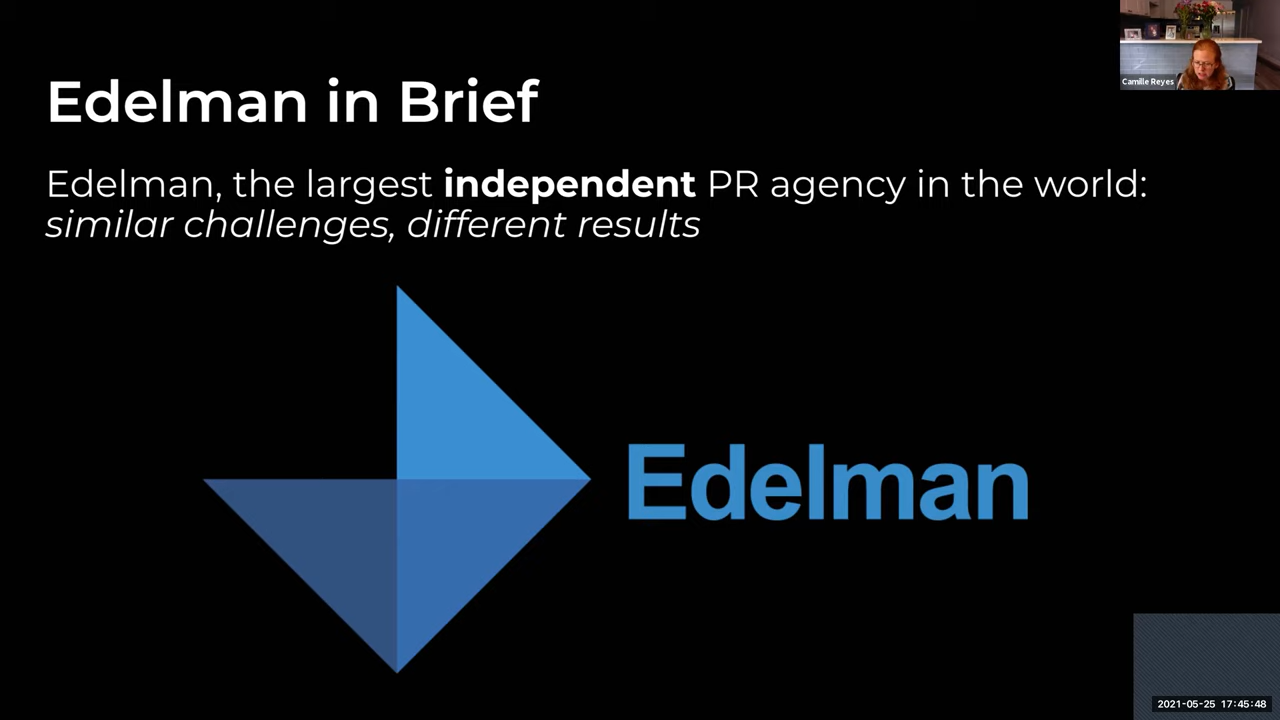 Camille Reyes
Edelman in Brief
Edelman, the largest independent PR agency in the world:
similar challenges, different results
Edelman
2021-05-25 17:45:48